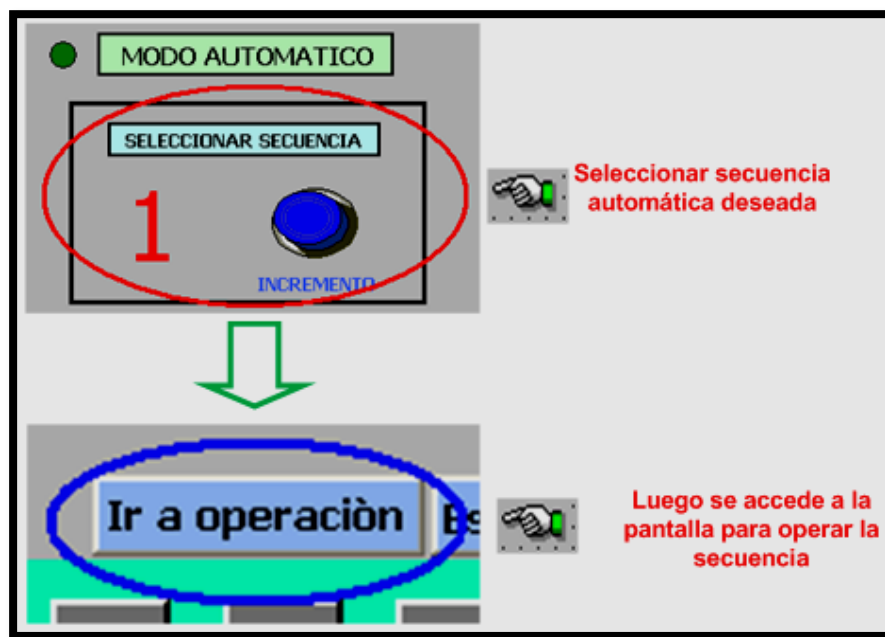 MODO AUTOMATICO
SELECCIONAR SECUENCIA
1
INCREMENTO
Seleccionar secuencia
automática deseada
Ir a operaciòn
Es
Luego se accede a la
pantalla para operar la
secuencia